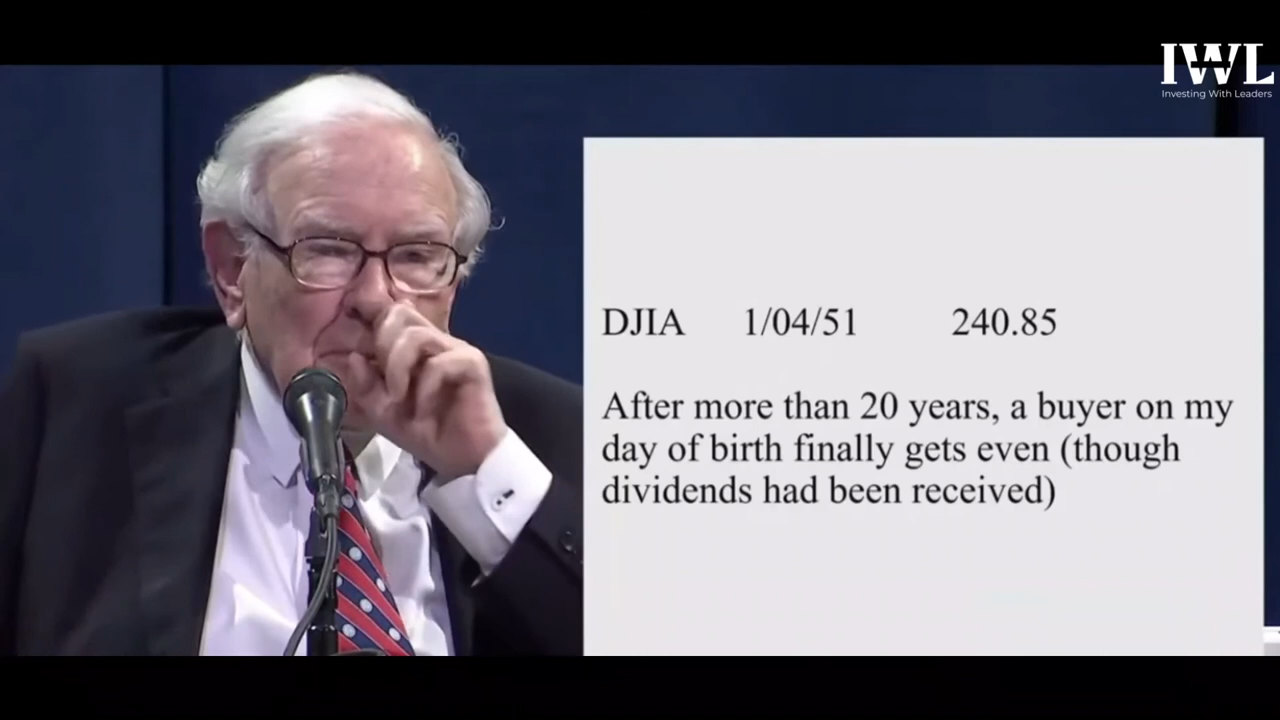 IWL
Investing With Leaders
DJIA 1/04/51 240.85
After more than 20 years, a buyer on my
day of birth finally gets even (though
dividends had been received)